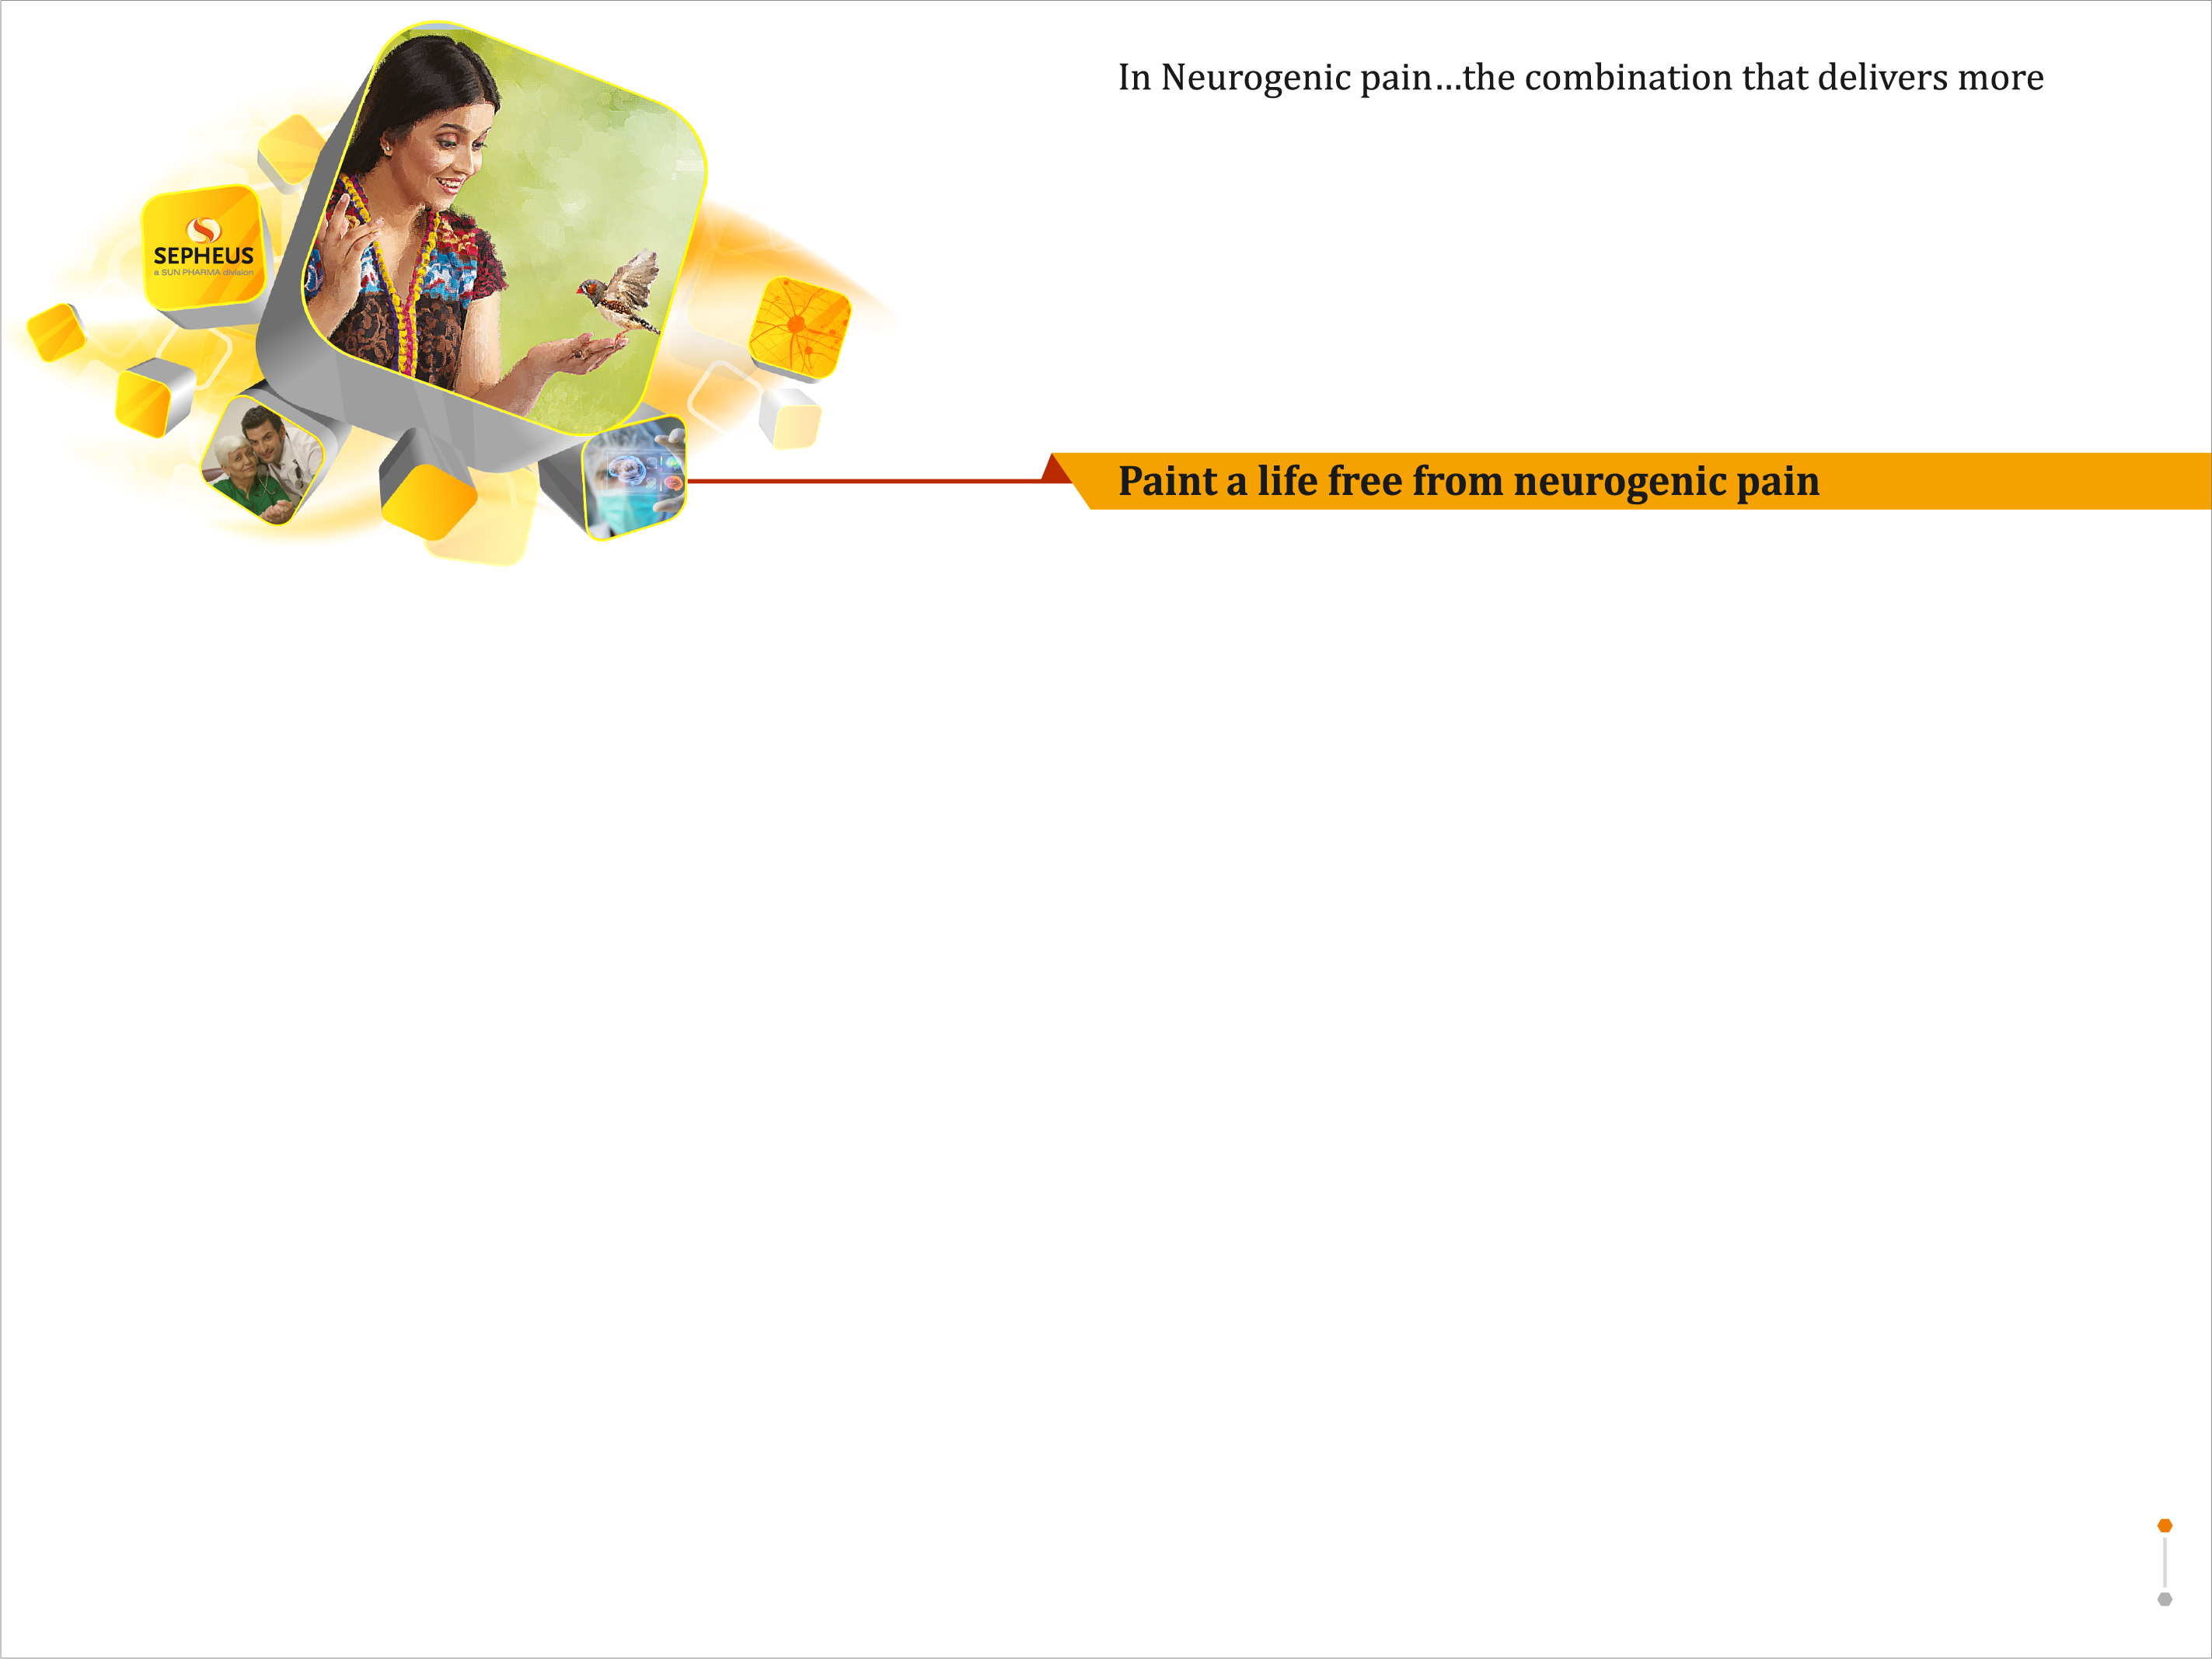 In Neurogenic pain...the combination that delivers more
SEPHEUS
a SUN PHARMA division
Paint a life free from neurogenic pain